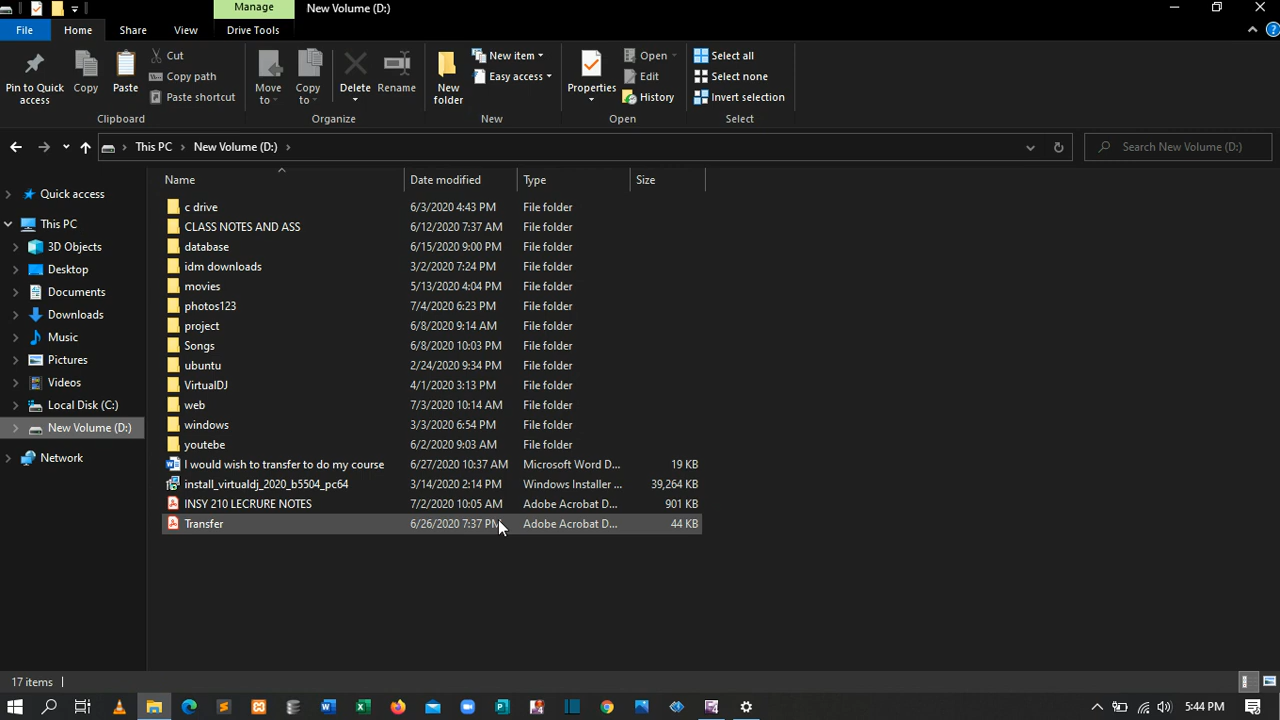 Manage
New Volume (D:)
File
Home
Share
View
Drive Tools
Pin to Quick
access
Copy
Paste
Cut
Copy path
Paste shortcut
Clipboard
Move
to
Copy
to
Delete
Rename
Organize
New
folder
New item
Easy access
New
Properties
Open
Edit
History
Open
Select all
Select none
Invert selection
Select
This PC
New Volume (D:)
Search New Volume (D:)
Quick access
This PC
3D Objects
Desktop
Documents
Downloads
Music
Pictures
Videos
Local Disk (C:)
New Volume (D:)
Network
Name Date modified Type Size
c drive 6/3/2020 4:43 PM File folder
CLASS NOTES AND ASS 6/12/2020 7:37 AM File folder
database 6/15/2020 9:00 PM File folder
idm downloads 3/2/2020 7:24 PM File folder
movies 5/13/2020 4:04 PM File folder
photos123 7/4/2020 6:23 PM File folder
project 6/8/2020 9:14 AM File folder
Songs 6/8/2020 10:03 PM File folder
ubuntu 2/24/2020 9:34 PM File folder
VirtualDJ 4/1/2020 3:13 PM File folder
web 7/3/2020 10:14 AM File folder
windows 3/3/2020 6:54 PM File folder
youtebe 6/2/2020 9:03 AM File folder
I would wish to transfer to do my course 6/27/2020 10:37 AM Microsoft Word D... 19 KB
install_virtualdj_2020_b5504_pc64 3/14/2020 2:14 PM Windows Installer ... 39,264 KB
INSY 210 LECRURE NOTES 7/2/2020 10:05 AM Adobe Acrobat D... 901 KB
Transfer 6/26/2020 7:37 PM Adobe Acrobat D... 44 KB
17 items
5:44 PM